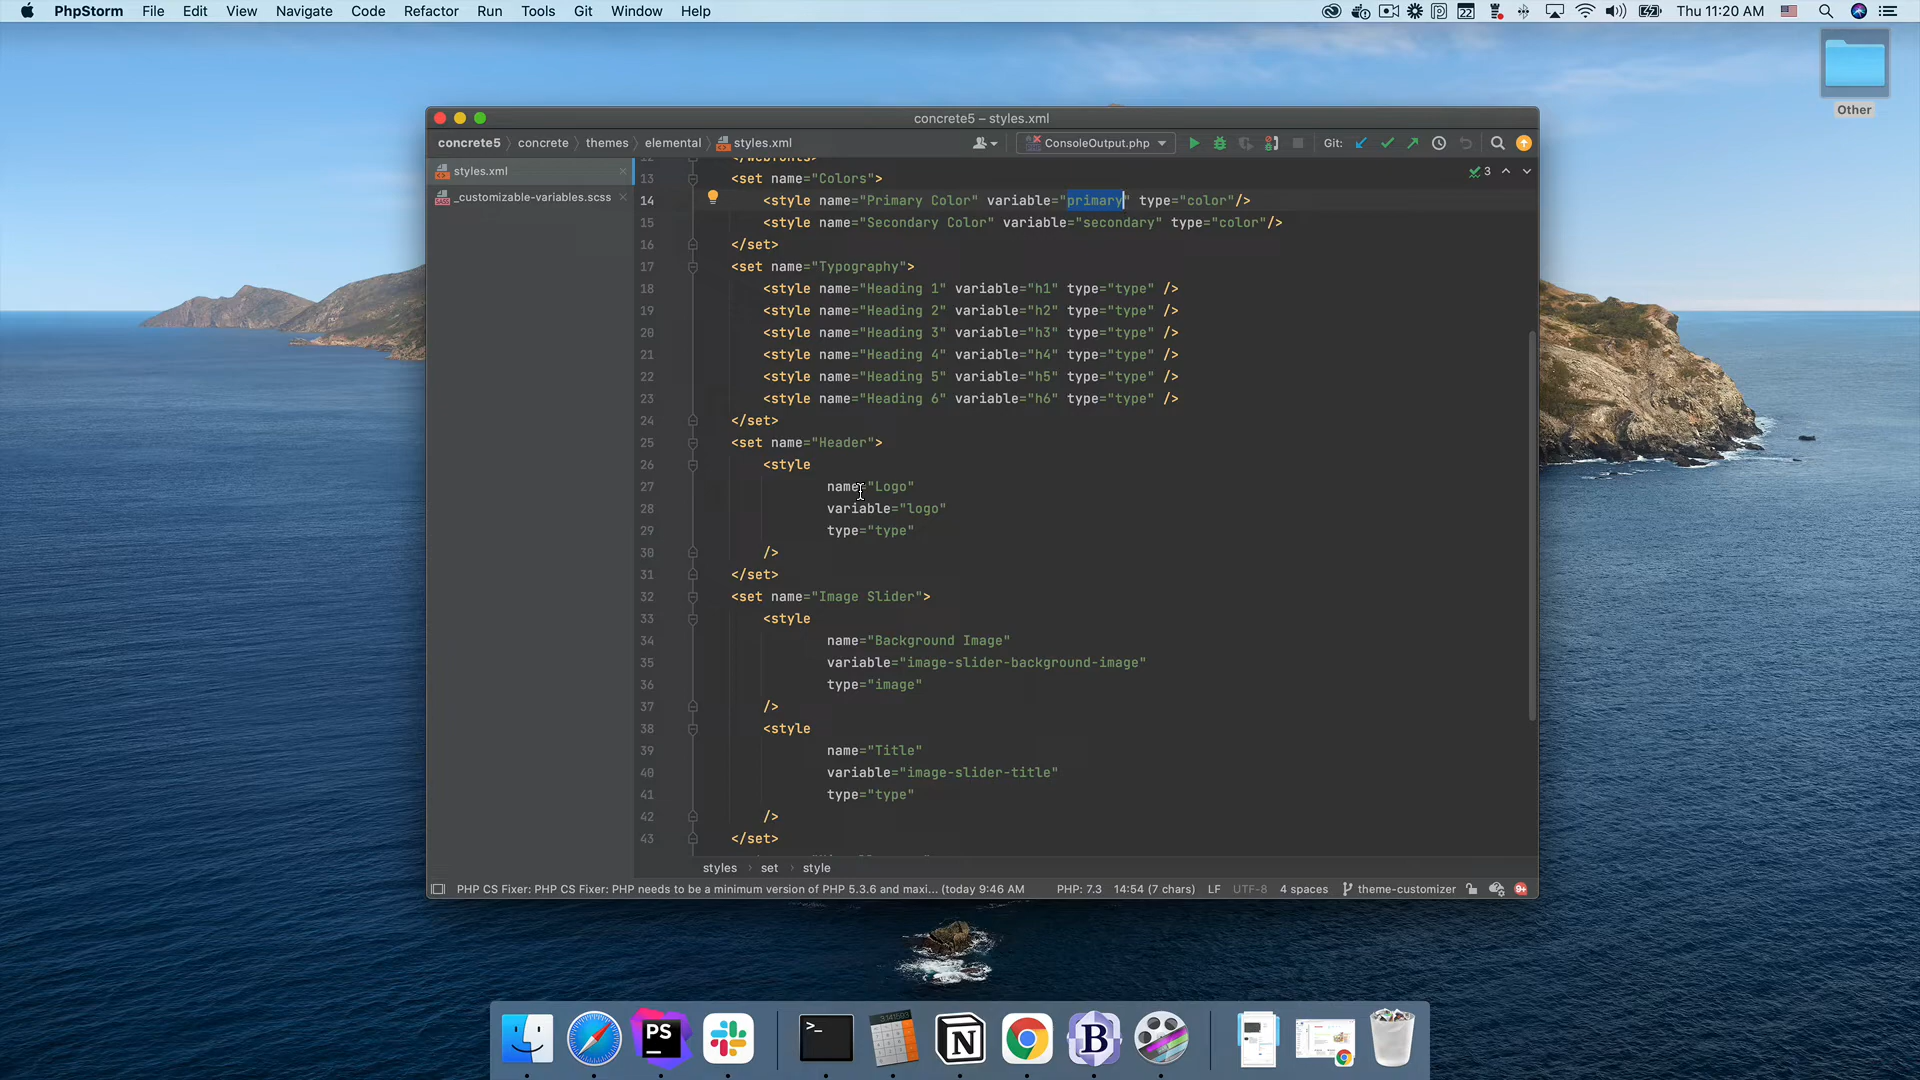 PhpStorm File Edit View Navigate Code Refactor Run Tools Git Window Help
22
Thu 11:20 AM
Other
concrete5 – styles.xml
concrete5 concrete themes elemental styles.xml
ConsoleOutput.php
Git:
styles.xml
_customizable-variables.scss
3
</webfonts>
13 <set name="Colors">
14 <style name="Primary Color" variable="primary" type="color"/>
15 <style name="Secondary Color" variable="secondary" type="color"/>
16 </set>
17 <set name="Typography">
18 <style name="Heading 1" variable="h1" type="type" />
19 <style name="Heading 2" variable="h2" type="type" />
20 <style name="Heading 3" variable="h3" type="type" />
21 <style name="Heading 4" variable="h4" type="type" />
22 <style name="Heading 5" variable="h5" type="type" />
23 <style name="Heading 6" variable="h6" type="type" />
24 </set>
25 <set name="Header">
26 <style
27 name="Logo"
28 variable="logo"
29 type="type"
30 />
31 </set>
32 <set name="Image Slider">
33 <style
34 name="Background Image"
35 variable="image-slider-background-image"
36 type="image"
37 />
38 <style
39 name="Title"
40 variable="image-slider-title"
41 type="type"
42 />
43 </set>
styles set style
PHP CS Fixer: PHP CS Fixer: PHP needs to be a minimum version of PHP 5.3.6 and maxi... (today 9:46 AM
PHP: 7.3 14:54 (7 chars) LF UTF-8 4 spaces theme-customizer 9+
PS
>_
3.141593
N
B